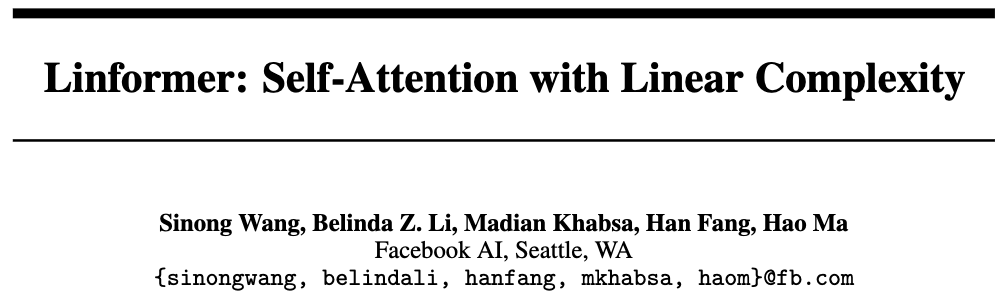 Linformer: Self-Attention with Linear Complexity
Sinong Wang, Belinda Z. Li, Madian Khabsa, Han Fang, Hao Ma
Facebook AI, Seattle, WA
{sinongwang, belindali, hanfang, mkhabsa, haom}@fb.com